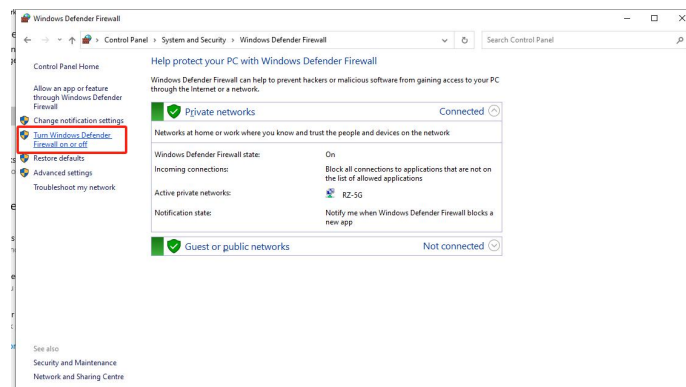 Windows Defender Firewall
Control Panel > System and Security > Windows Defender Firewall
Search Control Panel
Control Panel Home
Allow an app or feature
through Windows Defender
Firewall
Change notification settings
Turn Windows Defender
Firewall on or off
Restore defaults
Advanced settings
Troubleshoot my network
See also
Security and Maintenance
Network and Sharing Centre
Help protect your PC with Windows Defender Firewall
Windows Defender Firewall can help to prevent hackers or malicious software from gaining access to your PC
through the Internet or a network.
Private networks Connected
Networks at home or work where you know and trust the people and devices on the network
Windows Defender Firewall state: On
Incoming connections: Block all connections to applications that are not on
the list of allowed applications
Active private networks: RZ-5G
Notification state: Notify me when Windows Defender Firewall blocks a
new app
Guest or public networks Not connected